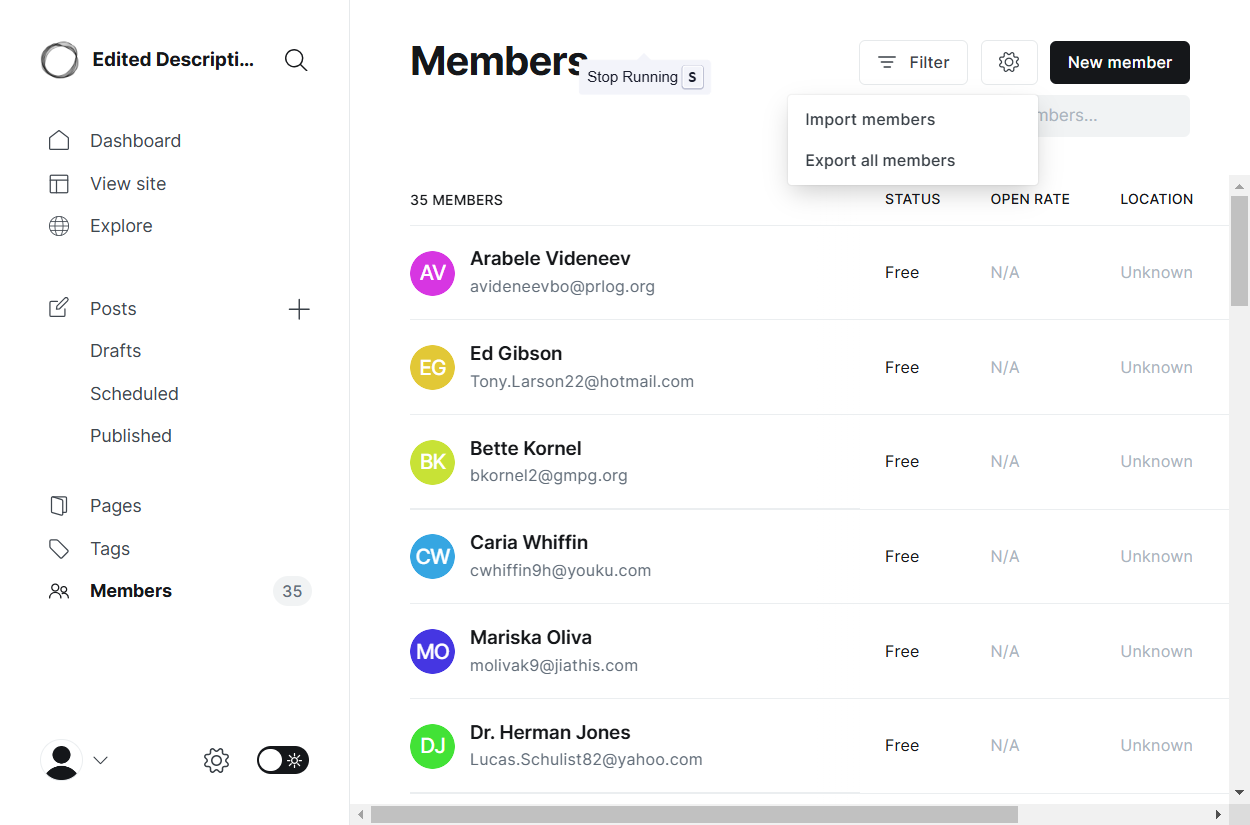 Edited Descripti...
Dashboard
View site
Explore
Posts
Drafts
Scheduled
Published
Pages
Tags
Members
35
Members
Stop Running S
Filter
New member
Import members
Export all members
35 MEMBERS
STATUS
OPEN RATE
LOCATION
AV
Arabele Videneev
avideneevbo@prlog.org
Free
N/A
Unknown
EG
Ed Gibson
Tony.Larson22@hotmail.com
Free
N/A
Unknown
BK
Bette Kornel
bkornel2@gmpg.org
Free
N/A
Unknown
CW
Caria Whiffin
cwhiffin9h@youku.com
Free
N/A
Unknown
MO
Mariska Oliva
molivak9@jiathis.com
Free
N/A
Unknown
DJ
Dr. Herman Jones
Lucas.Schulist82@yahoo.com
Free
N/A
Unknown